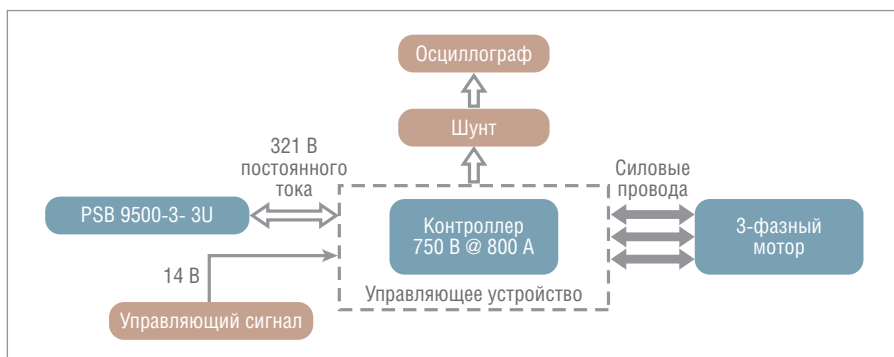 Осциллограф
Шунт
321 В
постоянного
тока
Силовые
провода
PSB 9500-3- 3U
Контроллер
750 В @ 800 А
3-фазный
мотор
14 В
Управляющее устройство
Управляющий сигнал